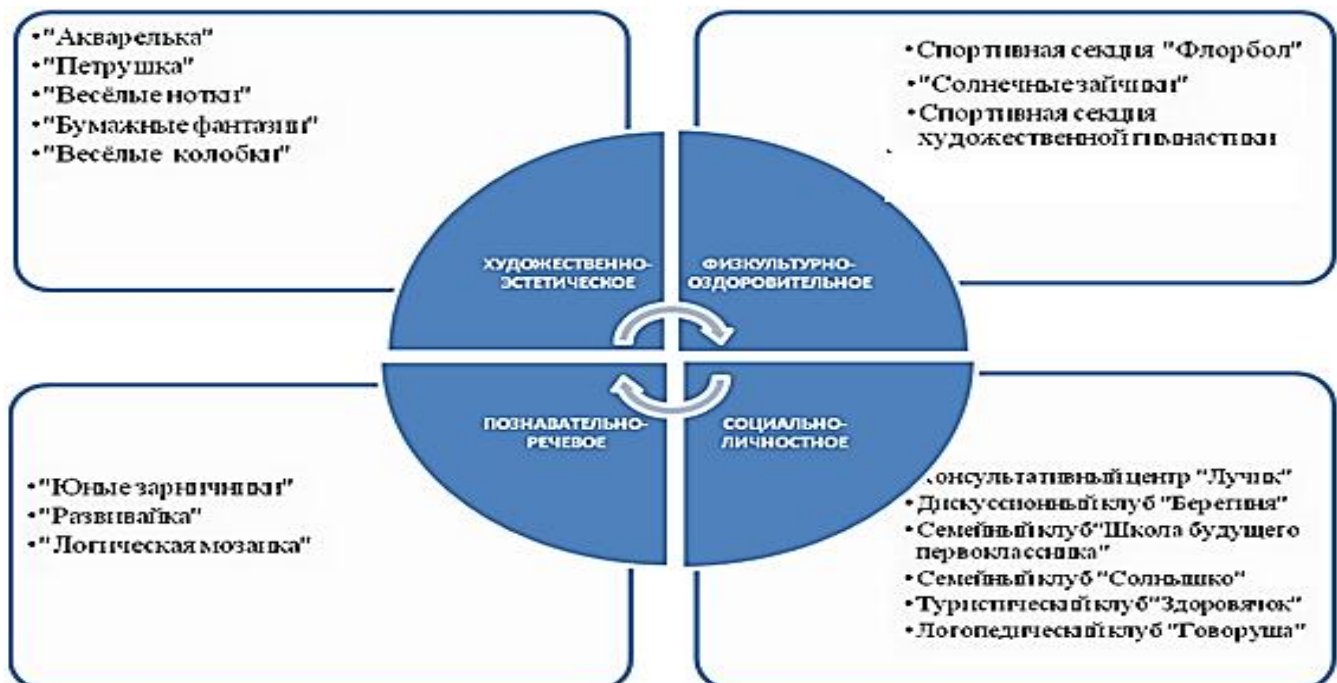 •"Акварелька"
•"Петрушка"
•"Весёлые нотки"
•"Бумажные фантазии"
•"Весёлые колобки"
•Спортивная секция "Флорбол"
•"Солнечные зайчики"
•Спортивная секция
художественной гимнастики
ХУДОЖЕСТВЕННО-
ЭСТЕТИЧЕСКОЕ
ФИЗКУЛЬТУРНО-
ОЗДОРОВИТЕЛЬНОЕ
ПОЗНАВАТЕЛЬНО-
РЕЧЕВОЕ
СОЦИАЛЬНО-
ЛИЧНОСТНОЕ
•"Юные зарничники"
•"Развивайка"
•"Логическая мозаика"
Консультативный центр "Лучик"
•Дискуссионный клуб "Берегиня"
•Семейный клуб"Школа будущего
первоклассника"
•Семейный клуб "Солнышко"
•Туристический клуб"Здоровячок"
•Логопедический клуб "Говоруша"